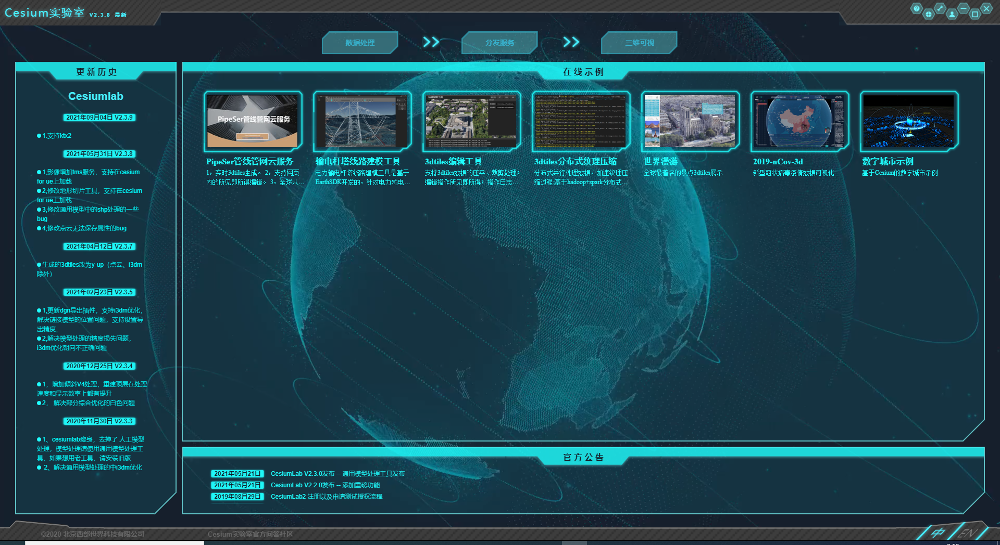 Cesium实验室 V2.3.8 最新
数据处理
分发服务
三维可视
更新历史
Cesiumlab
2021年09月04日 V2.3.9
1.支持ktx2
2021年05月31日 V2.3.8
1,影像增加tms服务，支持在cesium
for ue上加载
2,修改地形切片工具，支持在cesium
for ue上加载
3,修改通用模型中的shp处理的一些
bug
4,修改点云无法保存属性的bug
2021年04月12日 V2.3.7
生成的3dtiles改为y-up（点云、i3dm
除外）
2021年02月23日 V2.3.5
1,更新dgn导出插件，支持i3dm优化，
解决链接模型的位置问题，支持设置导
出精度
2,解决模型处理的精度损失问题，
i3dm优化朝向不正确问题
2020年12月25日 V2.3.4
1，增加倾斜V4处理，重建顶层在处理
速度和显示效率上都有提升
2， 解决部分综合优化的白色问题
2020年11月30日 V2.3.3
1、cesiumlab瘦身，去掉了 人工模型
处理，模型处理请使用通用模型处理工
具，如果想用老工具，请安装旧版
2、解决通用模型处理的中i3dm优化
在线示例
PipeSer管线管网云服务
PipeSer管线管网云服务
1，实时3dtiles生成。 2，支持网页
内的所见即所得编辑。 3，全球八...
输电杆塔线路建模工具
电力输电杆塔线路建模工具是基于
EarthSDK开发的，针对电力输电...
3dtiles编辑工具
支持3dtiles数据的压平、裁剪处理；
编辑操作所见即所得；操作日志...
3dtiles分布式纹理压缩
分布式并行处理数据，加速纹理压
缩过程;基于hadoop+spark分布式...
世界漫游
全球最著名的景点3dtiles展示
2019-nCov-3d
新型冠状病毒疫情数据可视化
数字城市示例
基于Cesium的数字城市示例
官方公告
2021年05月21日 CesiumLab V2.3.0发布 -- 通用模型处理工具发布
2021年05月21日 CesiumLab V2.2.0发布 -- 添加重磅功能
2019年08月29日 CesiumLab2 注册以及申请测试授权流程
©2020 北京西部世界科技有限公司
Cesium实验室官方问答社区
中 EN